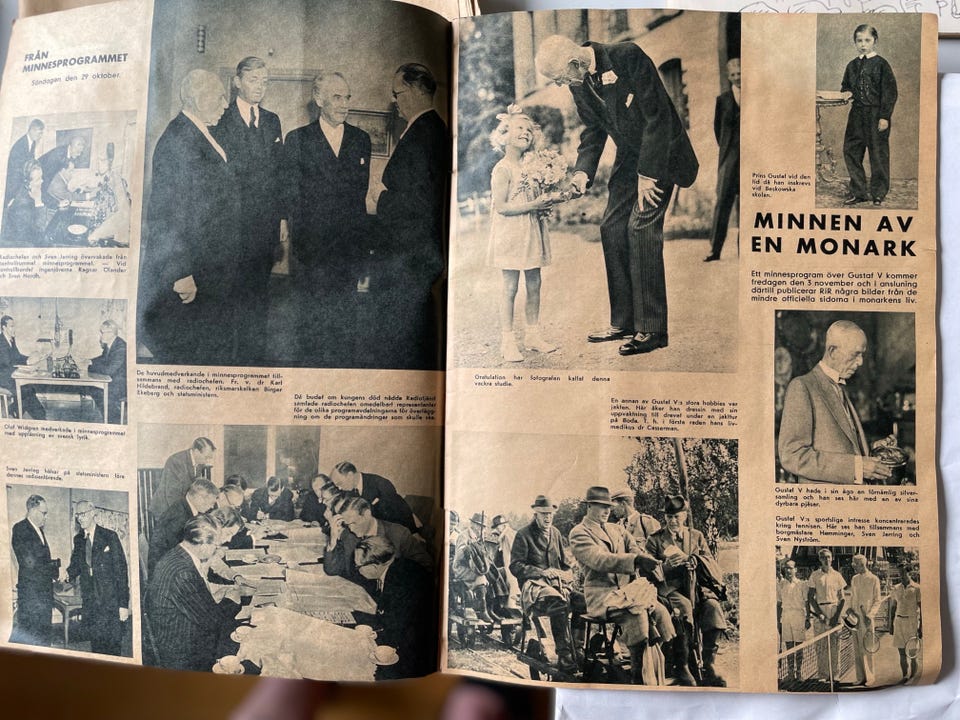 FRÅN
MINNESPROGRAMMET
Söndagen den 29 oktober.
Radiochefen och Sven Jerring övervakade från
kontrollrummet minnesprogrammet. — Vid
kontrollbordet ingenjörerna Ragnar Olander
och Sven Nordh.
Olof Widgren medverkade i minnesprogrammet
med uppläsning av svensk lyrik.
Sven Jerring hälsar på statsministern före
dennes radioanförande.
De huvudmedverkande i minnesprogrammet till-
sammans med radiochefen. Fr. v. dr Karl
Hildebrand, radiochefen, riksmarskalken Birger
Ekeberg och statsministern.
Då budet om kungens död nådde Radiotjänst
samlade radiochefen omedelbart representanter
för de olika programavdelningarna för överlägg-
ning om de programändringar som skulle ske.
Gratulation har fotografen kallat denna
vackra studie.
En annan av Gustaf V:s stora hobbies var
jakten. Här åker han dressin med sin
uppvaktning till drevet under en jakttur
på Boda. T. h. i första raden hans liv-
medikus dr Casserman.
Prins Gustaf vid den
tid då han inskrevs
vid Beskowska
skolan.
MINNEN AV
EN MONARK
Ett minnesprogram över Gustaf V kommer
fredagen den 3 november och i anslutning
därtill publicerar RiR några bilder från de
mindre officiella sidorna i monarkens liv.
Gustaf V hade i sin ägo en förnämlig silver-
samling och han ses här med en av sina
dyrbara pjäser.
Gustaf V:s sportsliga intresse koncentrerades
kring tennisen. Här ses han tillsammans med
borgmästare Hemminger, Sven Jerring och
Sven Nyström.